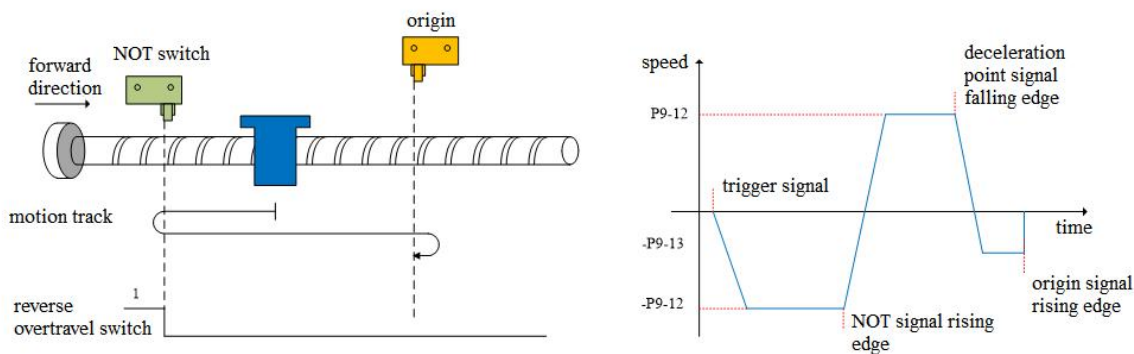 origin
NOT switch
forward
direction
motion track
1
reverse
overtravel switch
speed
deceleration
point signal
falling edge
P9-12
trigger signal
time
-P9-13
-P9-12
origin signal
rising edge
NOT signal rising
edge